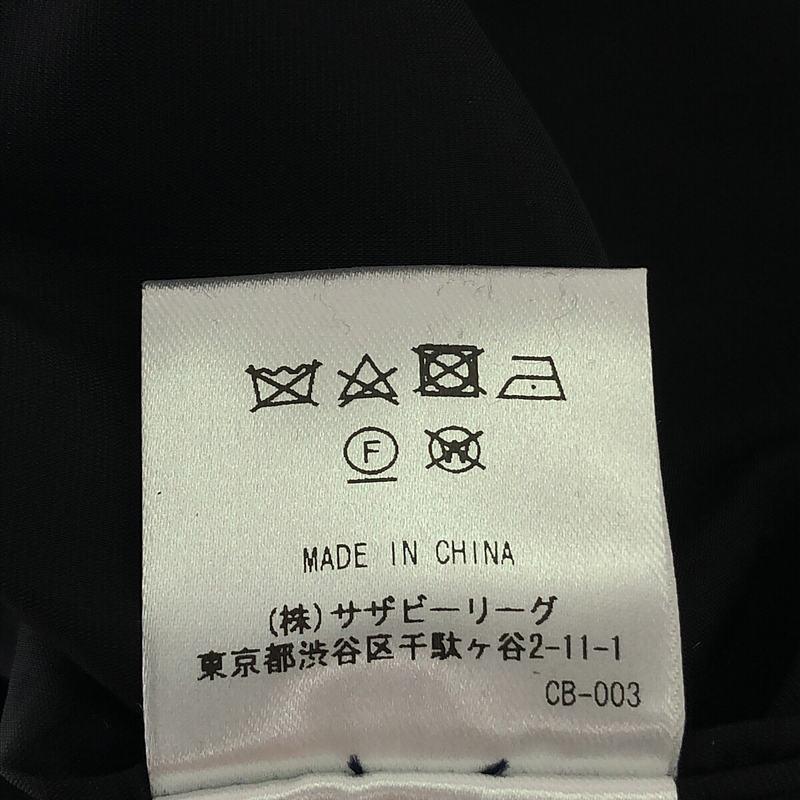 F W
MADE IN CHINA
(株)サザビーリーグ
東京都渋谷区千駄ヶ谷2-11-1
CB-003